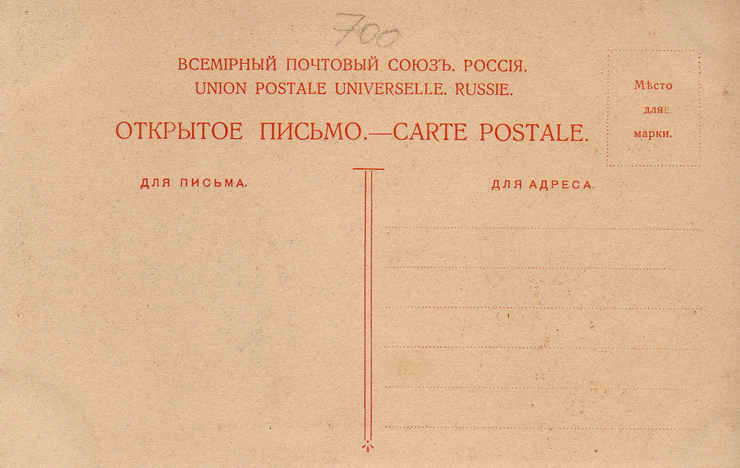 700
ВСЕМІРНЫЙ ПОЧТОВЫЙ СОЮЗЪ. РОССІЯ.
UNION POSTALE UNIVERSELLE. RUSSIE.
ОТКРЫТОЕ ПИСЬМО.—CARTE POSTALE.
Мѣсто
для
марки.
ДЛЯ ПИСЬМА.
ДЛЯ АДРЕСА.